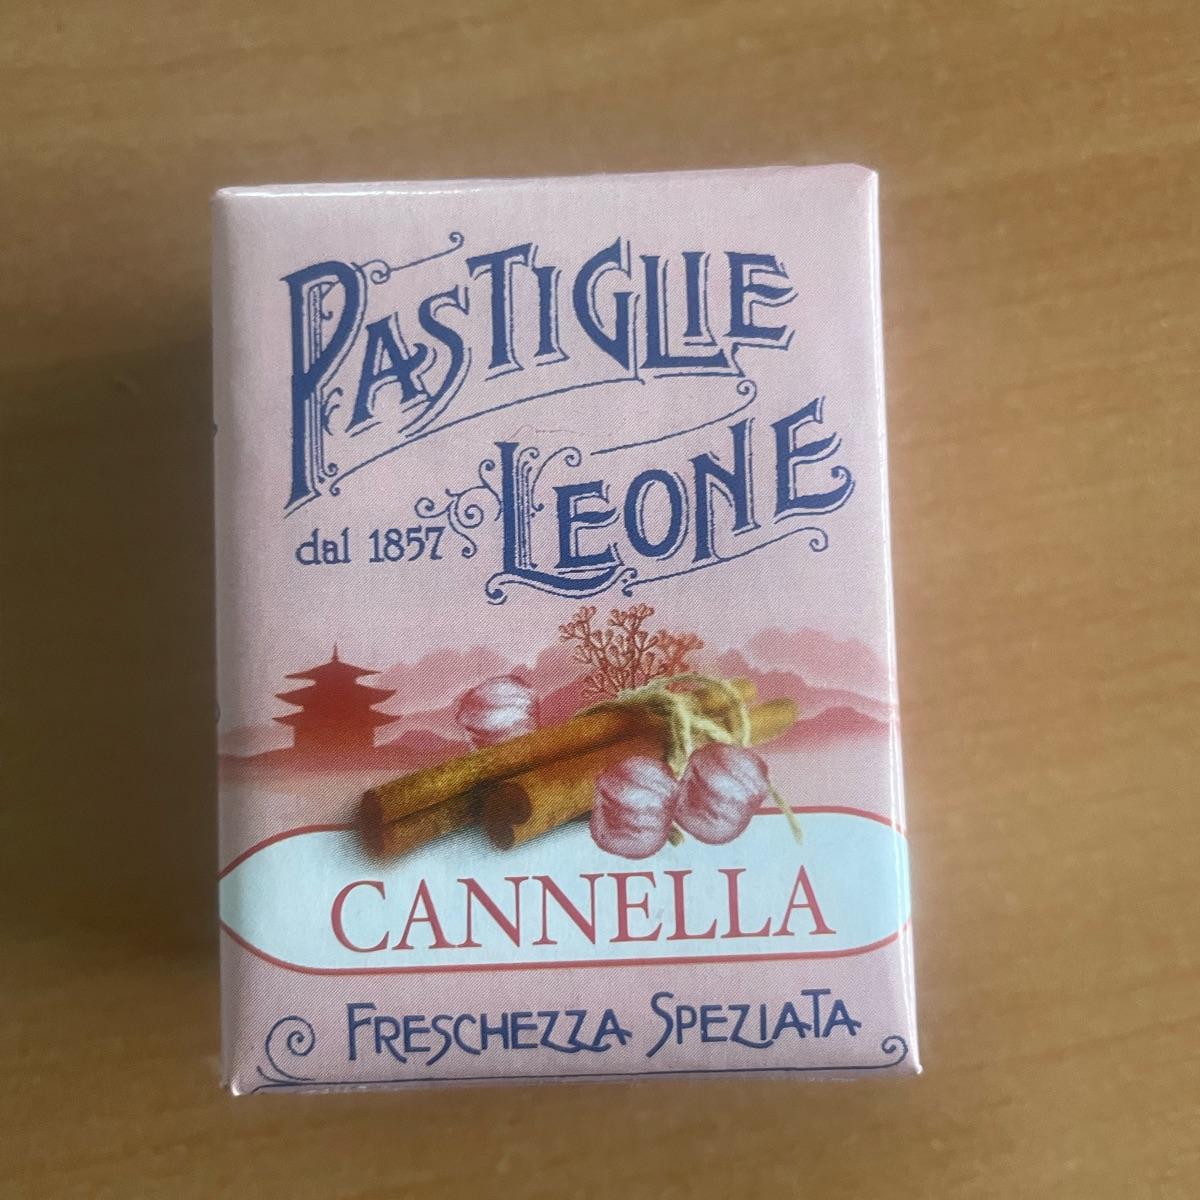 PASTIGLIE
LEONE
dal 1857
CANNELLA
FRESCHEZZA SPEZIATA